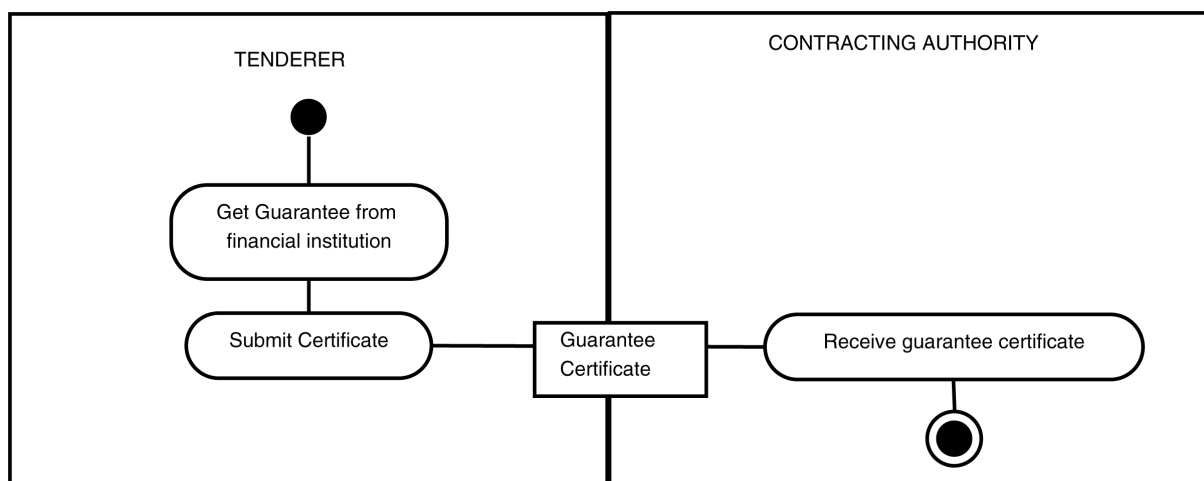 TENDERER
CONTRACTING AUTHORITY
Get Guarantee from
financial institution
Submit Certificate
Guarantee
Certificate
Receive guarantee certificate